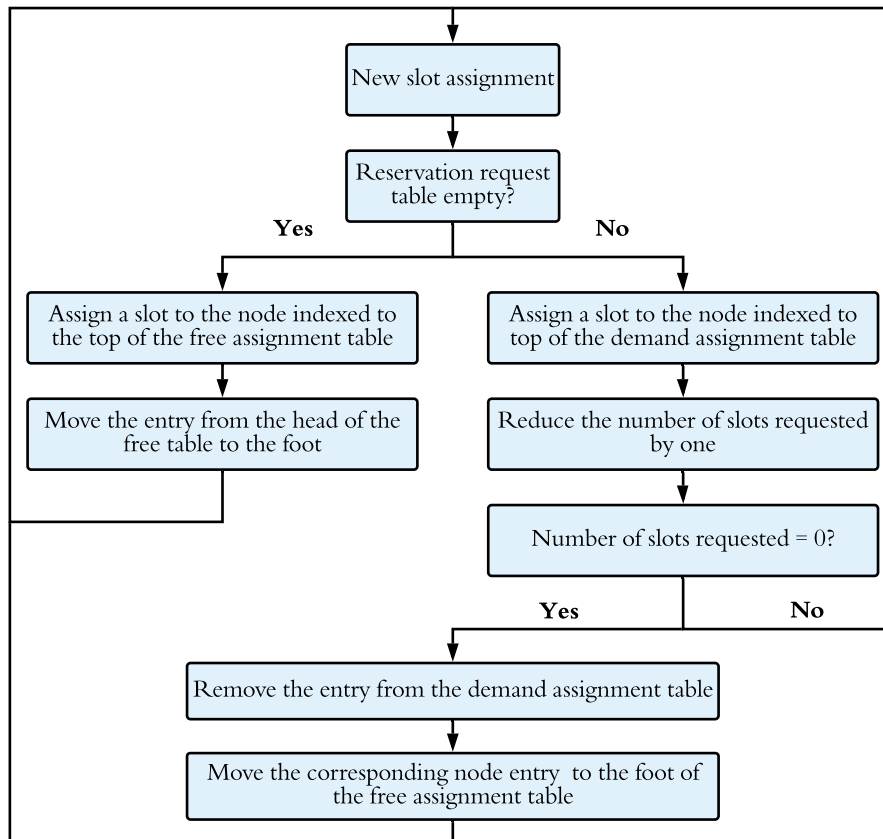 New slot assignment
Reservation request
table empty?
Yes
No
Assign a slot to the node indexed to
the top of the free assignment table
Assign a slot to the node indexed to
top of the demand assignment table
Move the entry from the head of the
free table to the foot
Reduce the number of slots requested
by one
Number of slots requested = 0?
Yes
No
Remove the entry from the demand assignment table
Move the corresponding node entry to the foot of
the free assignment table